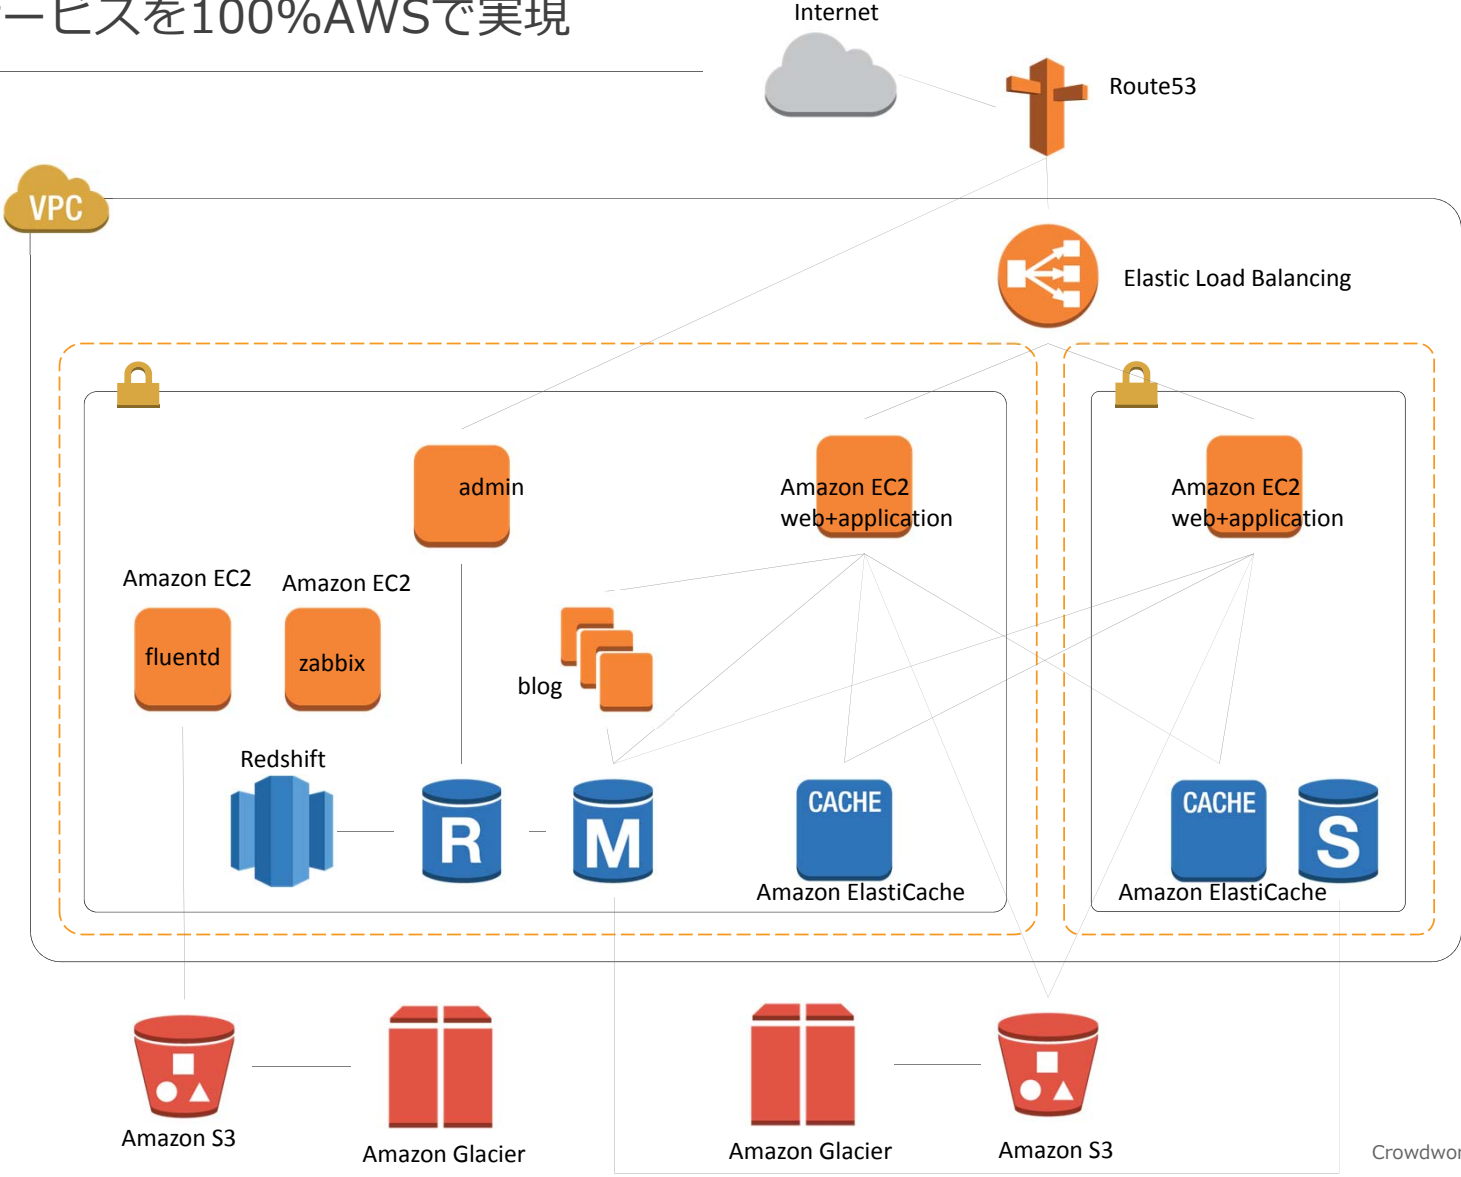 ービスを100%AWSで実現
Internet
Route53
VPC
Elastic Load Balancing
admin
Amazon EC2
web+application
Amazon EC2
web+application
Amazon EC2
fluentd
Amazon EC2
zabbix
blog
Redshift
R
M
CACHE
Amazon ElastiCache
CACHE
S
Amazon ElastiCache
Amazon S3
Amazon Glacier
Amazon Glacier
Amazon S3